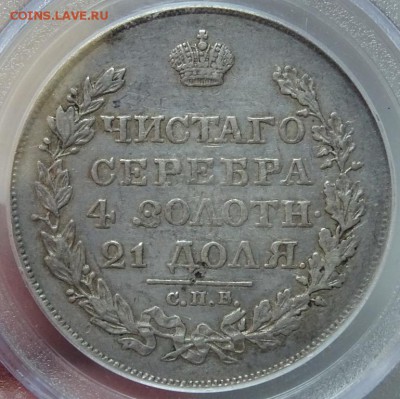 COINS.LAVE.RU
ЧИСТАГО
СЕРЕБРА
4 ЗОЛОТН.
21 ДОЛЯ.
С.П.Б.